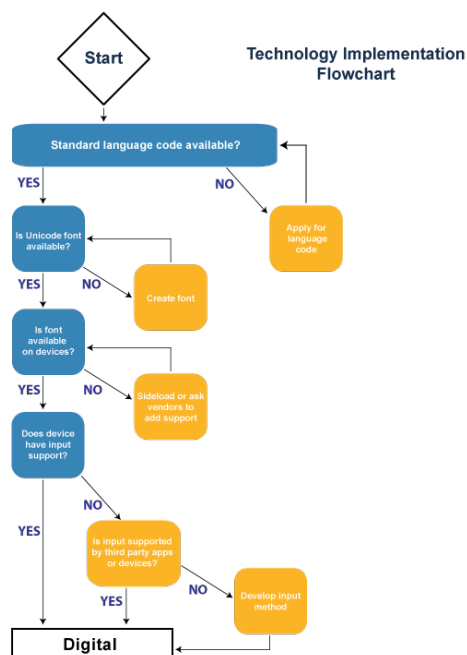 Start
Technology Implementation
Flowchart
Standard language code available?
YES
NO
Is Unicode font
available?
Apply for
language
code
YES
NO
Create font
Is font
available
on devices?
YES
NO
Sideload or ask
vendors to
add support
Does device
have input
support?
YES
NO
Is input supported
by third party apps
or devices?
YES
NO
Develop input
method
Digital